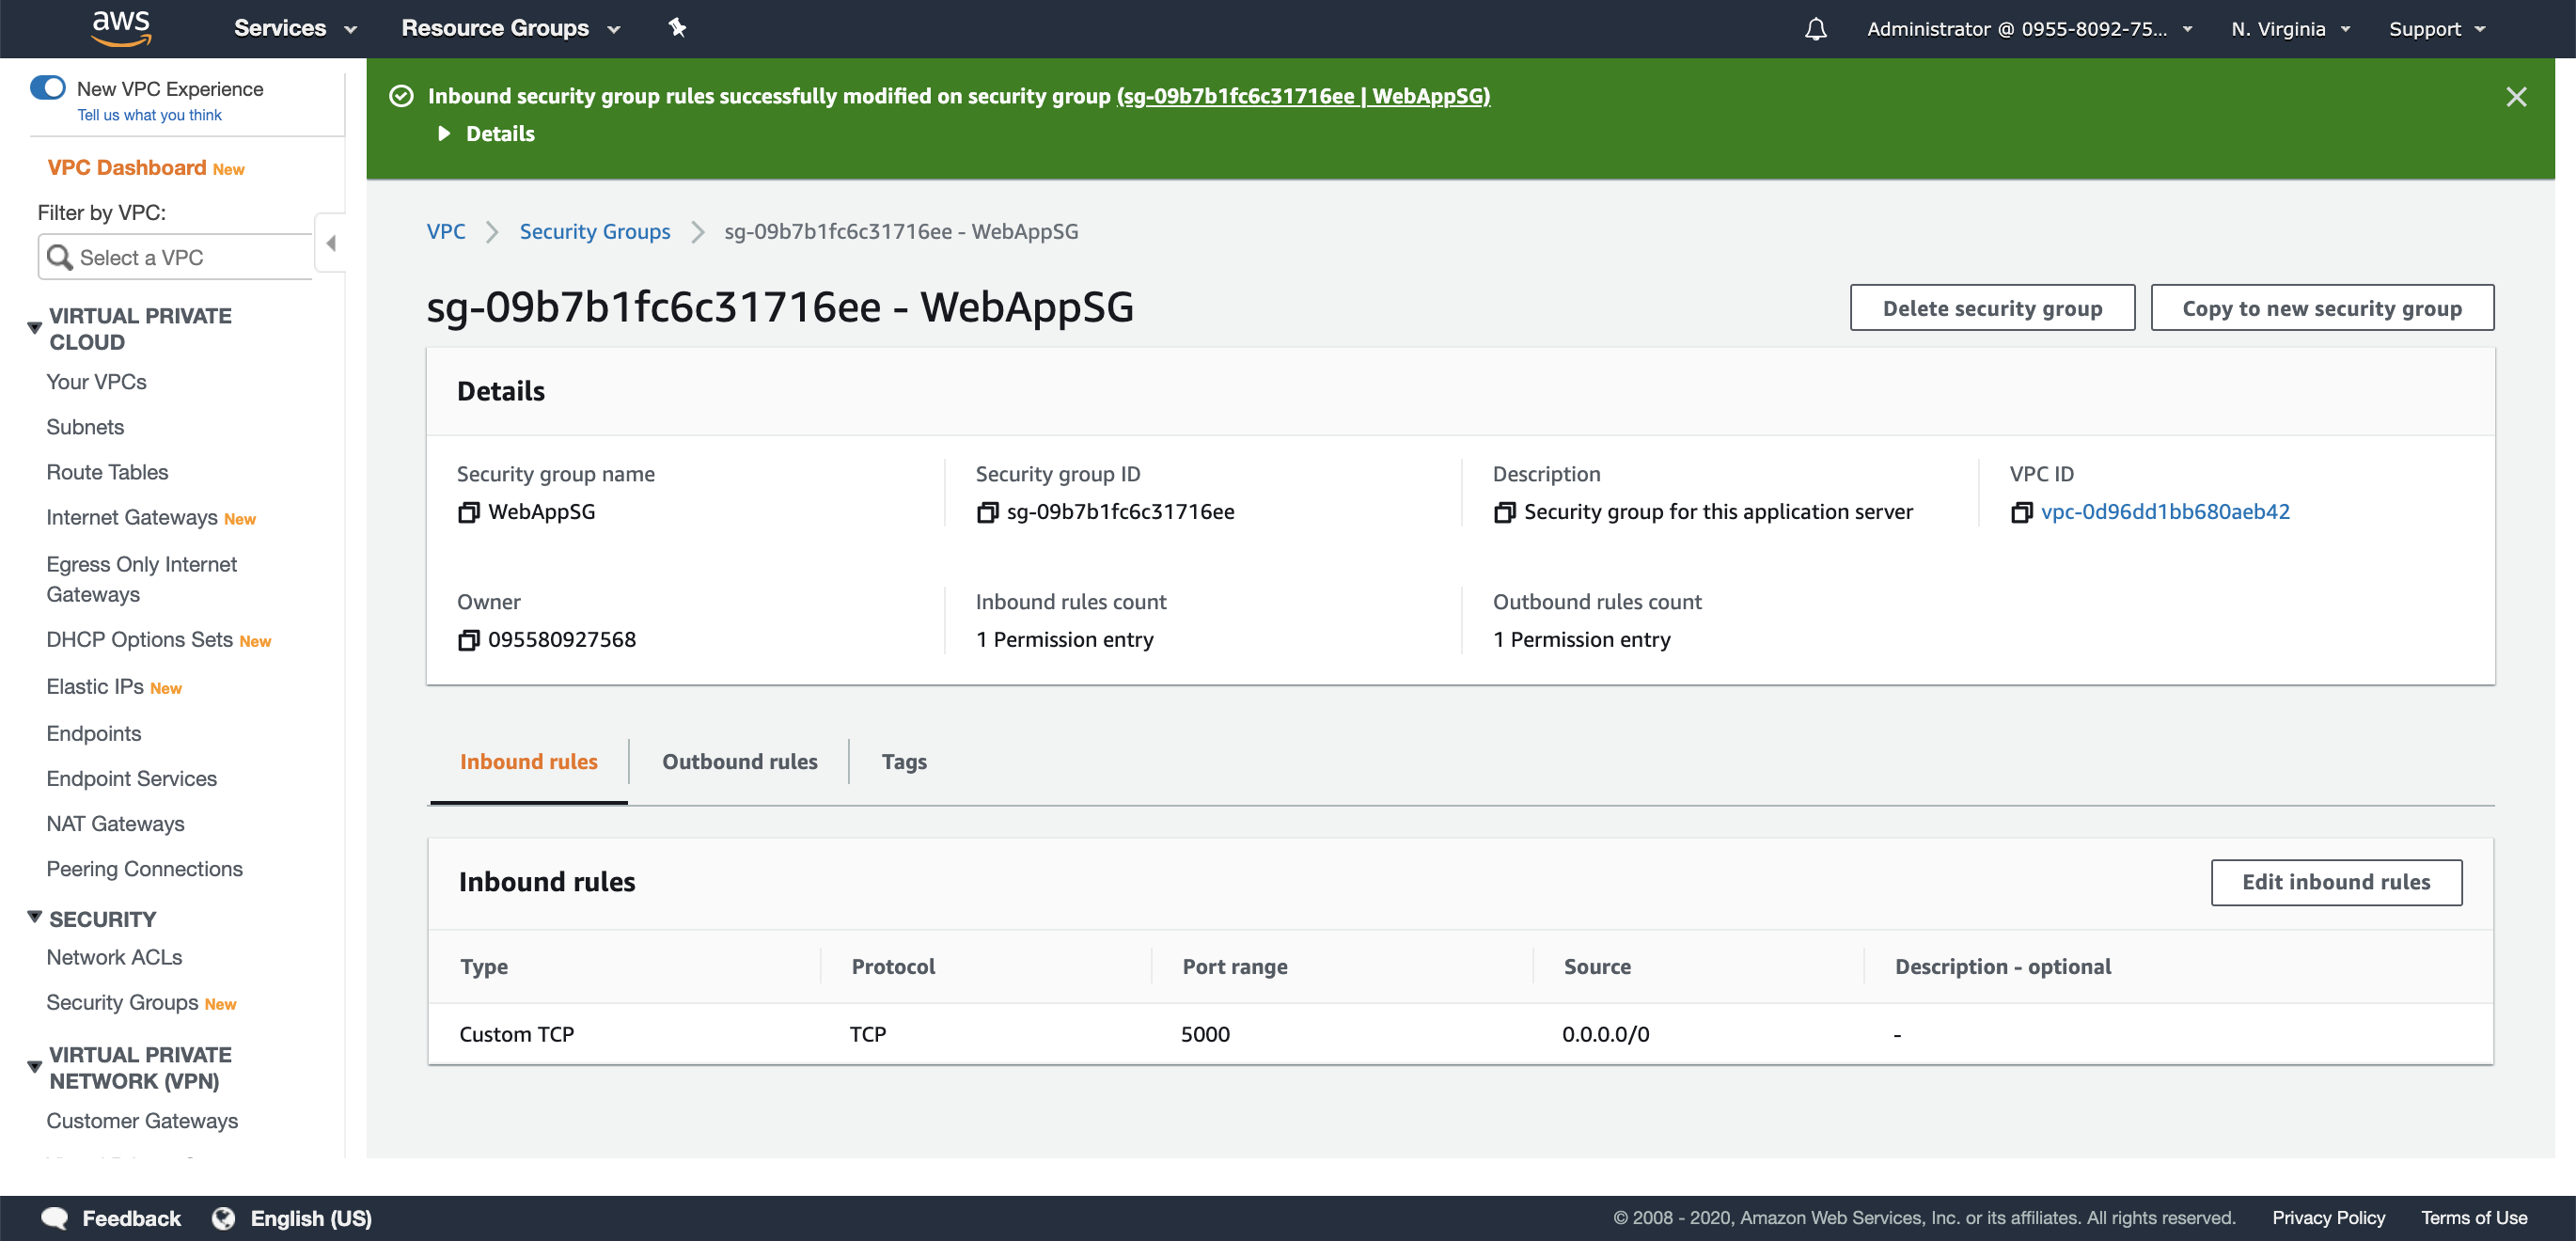 aws
Services
Resource Groups
Administrator @ 0955-8092-75...
N. Virginia
Support
New VPC Experience
Tell us what you think
VPC Dashboard New
Filter by VPC:
Select a VPC
VIRTUAL PRIVATE
CLOUD
Your VPCs
Subnets
Route Tables
Internet Gateways New
Egress Only Internet
Gateways
DHCP Options Sets New
Elastic IPs New
Endpoints
Endpoint Services
NAT Gateways
Peering Connections
SECURITY
Network ACLs
Security Groups New
VIRTUAL PRIVATE
NETWORK (VPN)
Customer Gateways
Inbound security group rules successfully modified on security group (sg-09b7b1fc6c31716ee | WebAppSG)
Details
VPC
Security Groups
sg-09b7b1fc6c31716ee - WebAppSG
sg-09b7b1fc6c31716ee - WebAppSG
Delete security group
Copy to new security group
Details
Security group name
WebAppSG
Security group ID
sg-09b7b1fc6c31716ee
Description
Security group for this application server
VPC ID
vpc-0d96dd1bb680aeb42
Owner
095580927568
Inbound rules count
1 Permission entry
Outbound rules count
1 Permission entry
Inbound rules
Outbound rules
Tags
Inbound rules
Edit inbound rules
Type Protocol Port range Source Description - optional
Custom TCP TCP 5000 0.0.0.0/0 -
Feedback
English (US)
© 2008 - 2020, Amazon Web Services, Inc. or its affiliates. All rights reserved.
Privacy Policy
Terms of Use